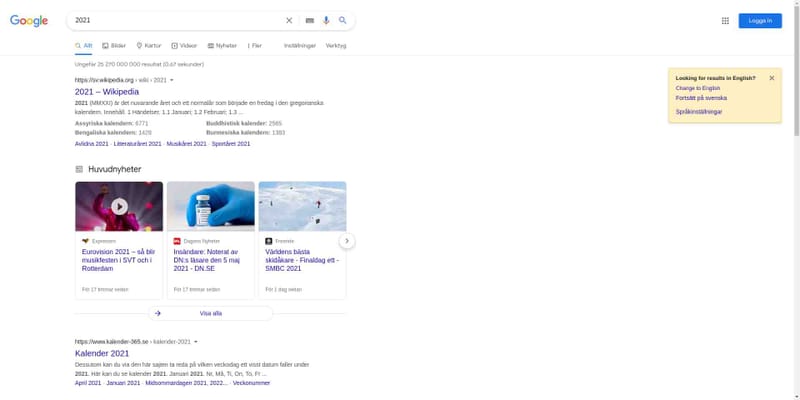 Google
2021
Logga in
Allt
Bilder
Kartor
Videor
Nyheter
Fler
Inställningar
Verktyg
Ungefär 25 270 000 000 resultat (0,67 sekunder)
https://sv.wikipedia.org › wiki › 2021
2021 – Wikipedia
2021 (MMXXI) är det nuvarande året och ett normalår som började en fredag i den gregorianska
kalendern. Innehåll. 1 Händelser. 1.1 Januari; 1.2 Februari; 1.3 ...
Assyriska kalendern: 6771
Buddhistisk kalender: 2565
Bengaliska kalendern: 1428
Burmesiska kalendern: 1383
Avlidna 2021 · Litteraturåret 2021 · Musikåret 2021 · Sportåret 2021
Looking for results in English?
Change to English
Fortsätt på svenska
Språkinställningar
Huvudnyheter
Expressen
Eurovision 2021 – så blir
musikfesten i SVT och i
Rotterdam
För 17 timmar sedan
Dagens Nyheter
Insändare: Noterat av
DN:s läsare den 5 maj
2021 - DN.SE
För 17 timmar sedan
Freeride
Världens bästa
skidåkare - Finaldag ett -
SMBC 2021
För 1 dag sedan
Visa alla
https://www.kalender-365.se › kalender-2021
Kalender 2021
Dessutom kan du via den här sajten ta reda på vilken veckodag ett visst datum faller under
2021. Här kan du se kalender 2021. Januari 2021. Nr, Må, Ti, On, To, Fr ...
April 2021 · Januari 2021 · Midsommardagen 2021, 2022... · Veckonummer